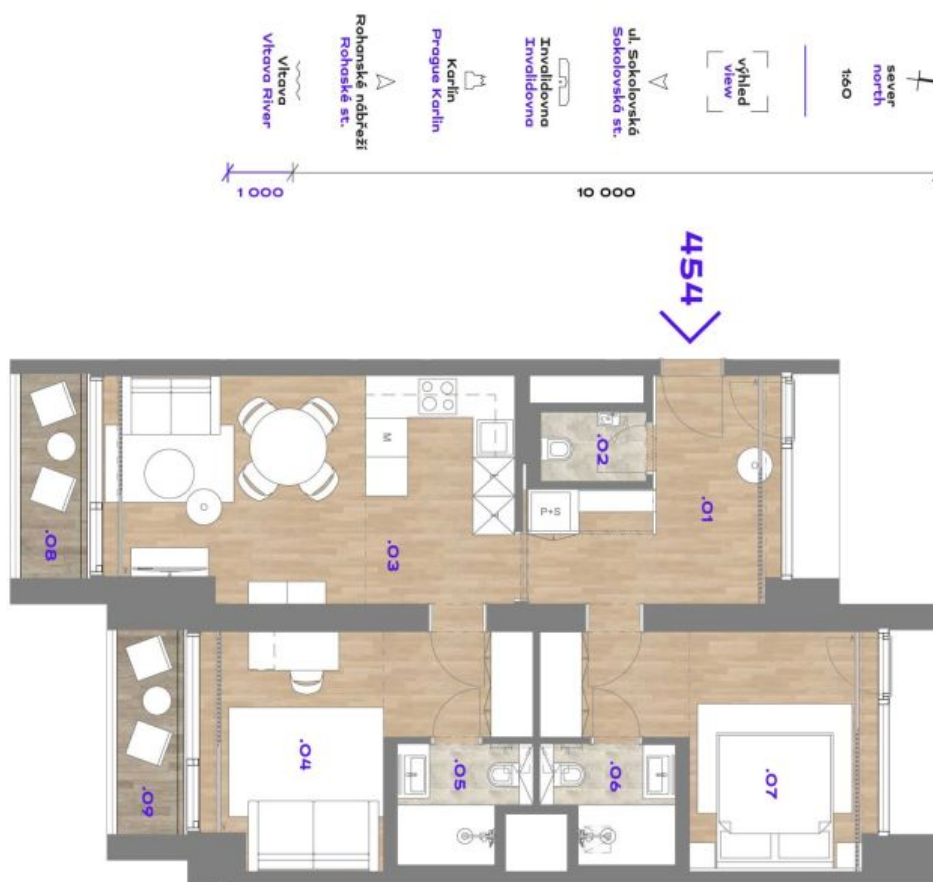 sever
north
1:60
výhled
view
ul. Sokolovská
Sokolovská st.
Invalidovna
Invalidovna
Karlín
Prague Karlin
Rohanské nábřeží
Rohaské st.
Vltava
Vltava River
1 000
10 000
454
.01
.02
.03
M
P+S
.04
.05
.06
.07
.08
.09